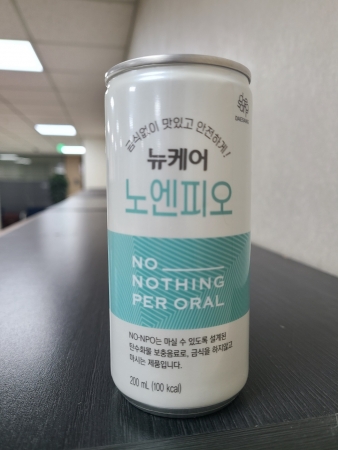 금식없이 맛있고 안전하게!
뉴케어
노엔피오
NO
NOTHING
PER ORAL
NO-NPO는 마실 수 있도록 설계된
탄수화물 보충음료로, 금식을 하지않고
마시는 제품입니다.
200 mL (100 kcal)